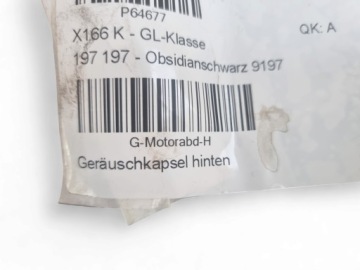 P64677
X166 K - GL-Klasse
QK: A
197 197 - Obsidianschwarz 9197
G-Motorabd-H
Geräuschkapsel hinten